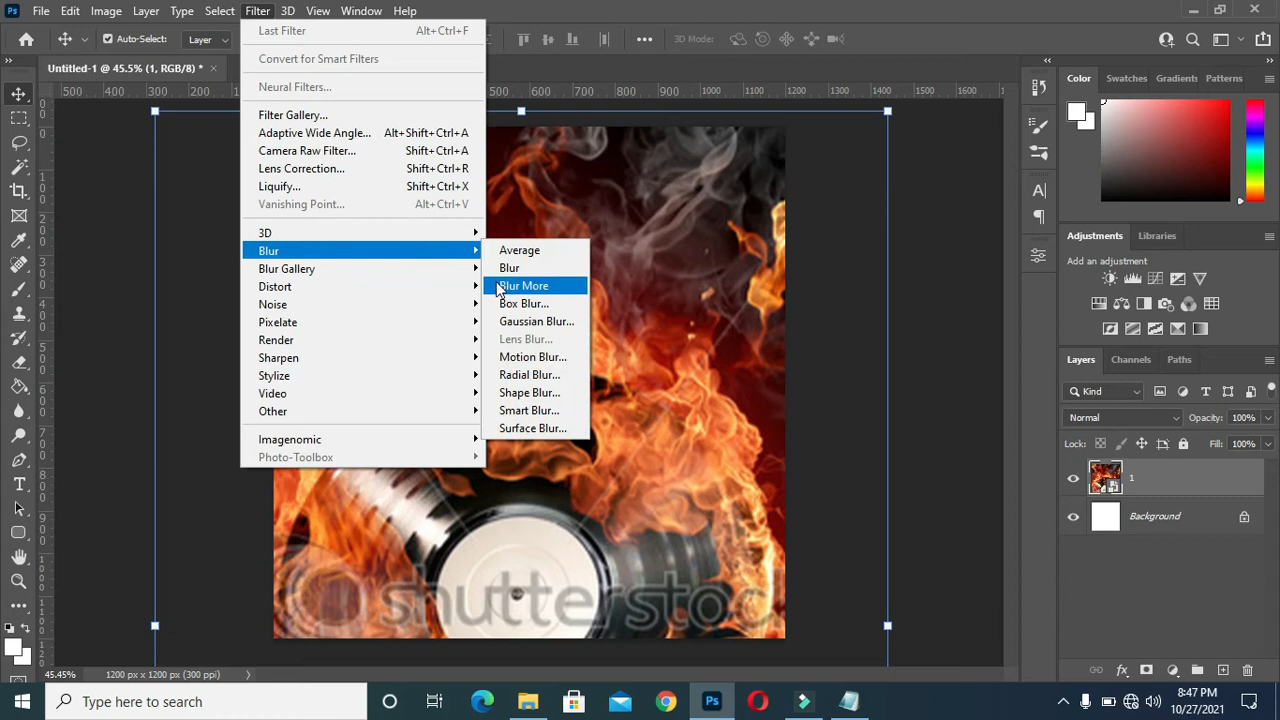 File Edit Image Layer Type Select Filter 3D View Window Help
Auto-Select: Layer 3D Mode:
Untitled-1 @ 45.5% (1, RGB/8) * ×
500 400 300 200 500 600 700 800 900 1000 1100 1200 1300 1400 1500 1600
Last Filter Alt+Ctrl+F
Convert for Smart Filters
Neural Filters...
Filter Gallery...
Adaptive Wide Angle... Alt+Shift+Ctrl+A
Camera Raw Filter... Shift+Ctrl+A
Lens Correction... Shift+Ctrl+R
Liquify... Shift+Ctrl+X
Vanishing Point... Alt+Ctrl+V
3D
Blur
Blur Gallery
Distort
Noise
Pixelate
Render
Sharpen
Stylize
Video
Other
Imagenomic
Photo-Toolbox
Average
Blur
Blur More
Box Blur...
Gaussian Blur...
Lens Blur...
Motion Blur...
Radial Blur...
Shape Blur...
Smart Blur...
Surface Blur...
shutterstock
Color Swatches Gradients Patterns
Adjustments Libraries
Add an adjustment
Layers Channels Paths
Kind
Normal Opacity: 100%
Lock: Fill: 100%
1
Background
45.45% 1200 px x 1200 px (300 ppi)
Type here to search
Ps
8:47 PM
10/27/2021